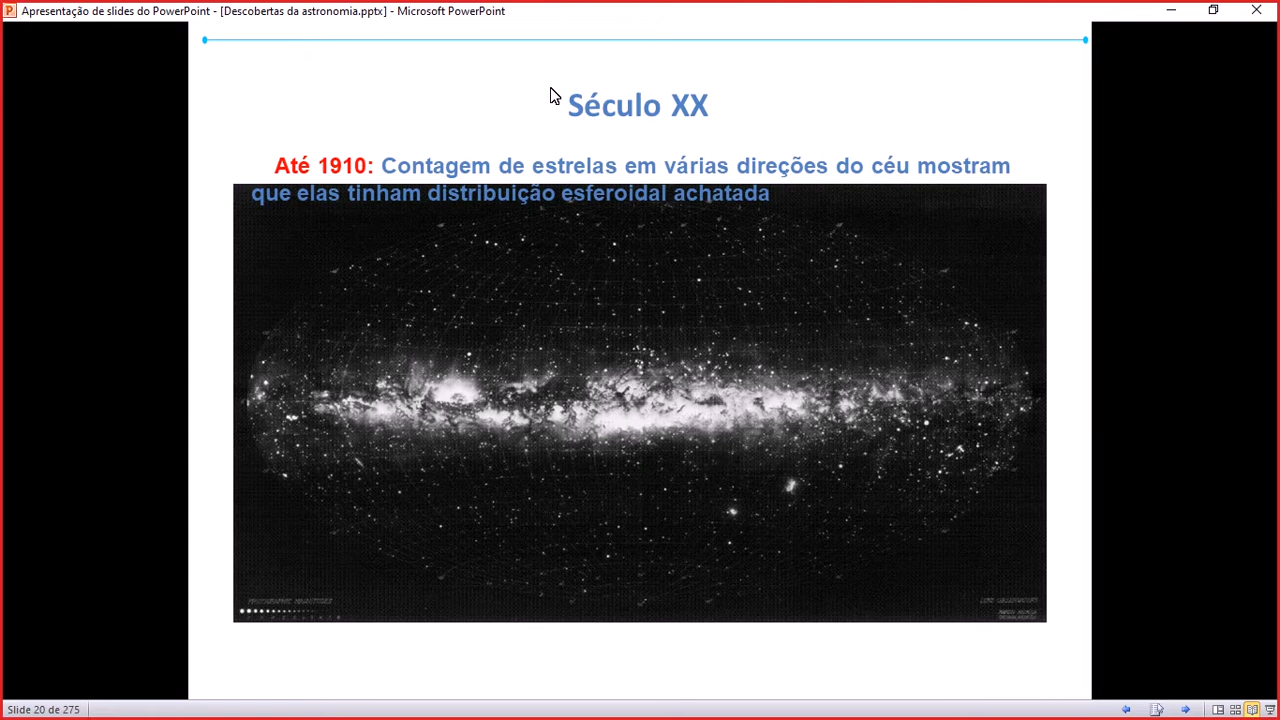 Apresentação de slides do PowerPoint - [Descobertas da astronomia.pptx] - Microsoft PowerPoint
Século XX
Até 1910: Contagem de estrelas em várias direções do céu mostram
que elas tinham distribuição esferoidal achatada
Slide 20 de 275